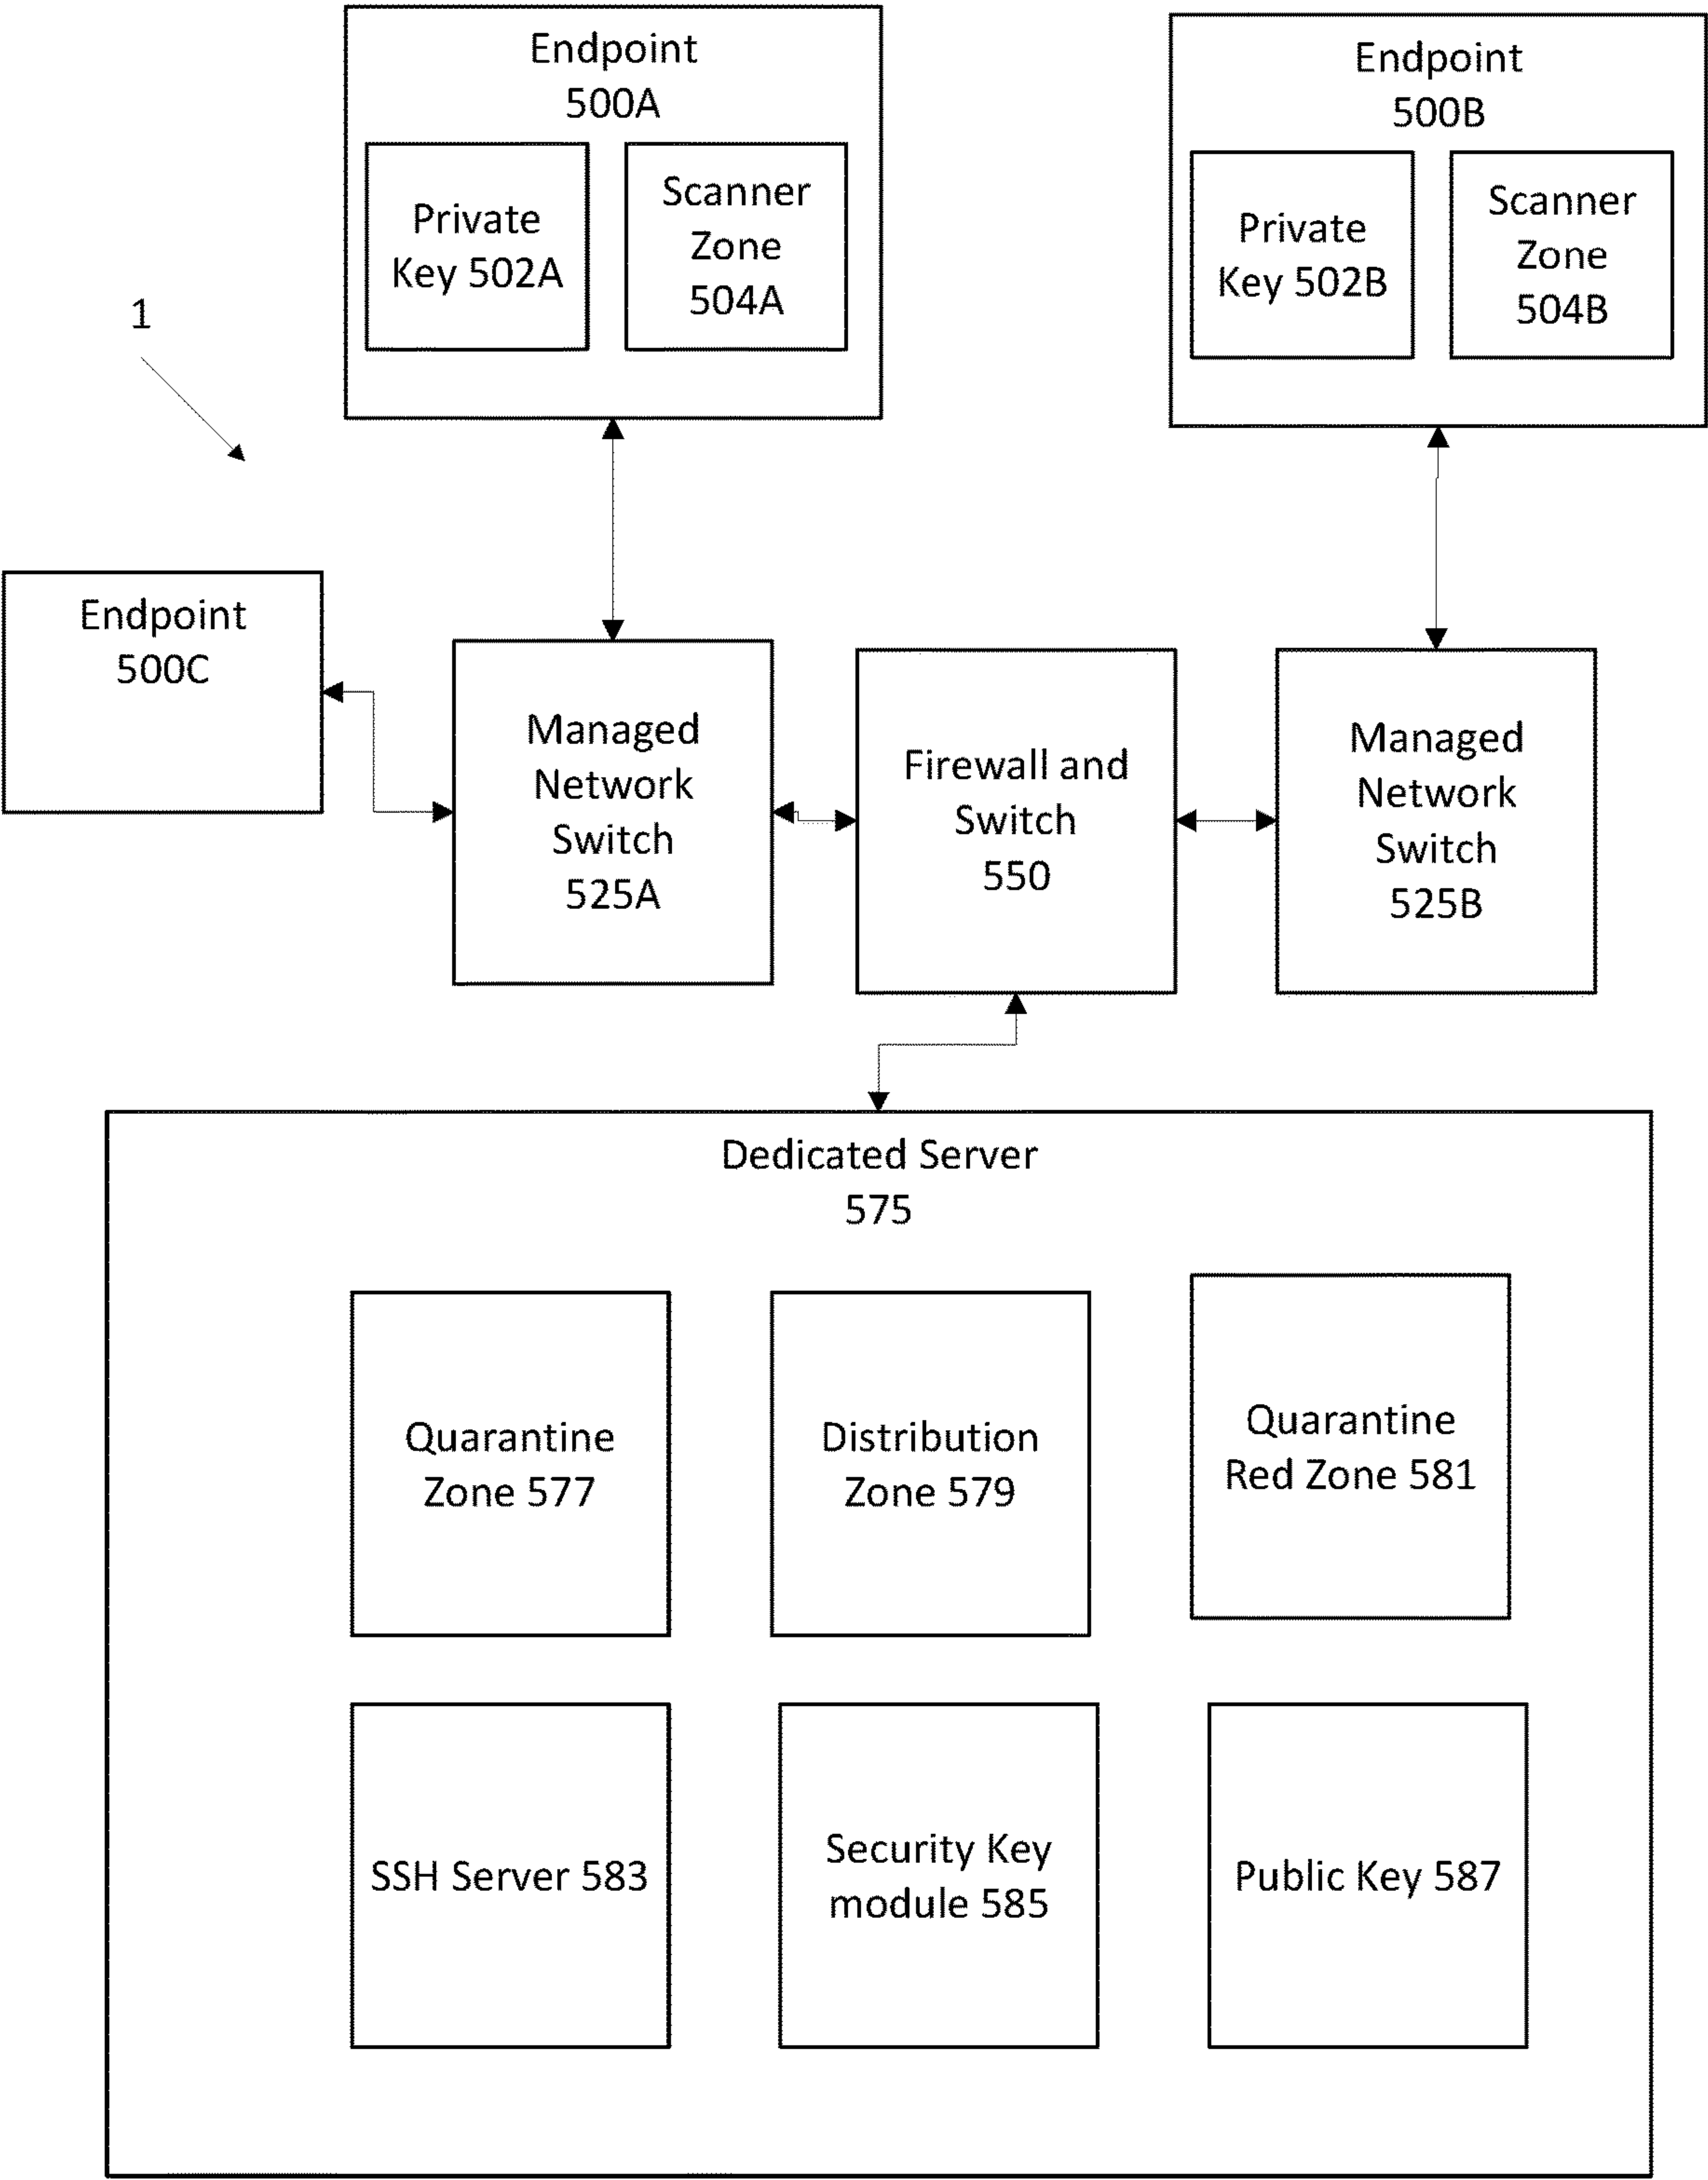 Endpoint
500A
Private
Key 502A
Scanner
Zone
504A
Endpoint
500B
Private
Key 502B
Scanner
Zone
504B
1
Endpoint
500C
Managed
Network
Switch
525A
Firewall and
Switch
550
Managed
Network
Switch
525B
Dedicated Server
575
Quarantine
Zone 577
Distribution
Zone 579
Quarantine
Red Zone 581
SSH Server 583
Security Key
module 585
Public Key 587